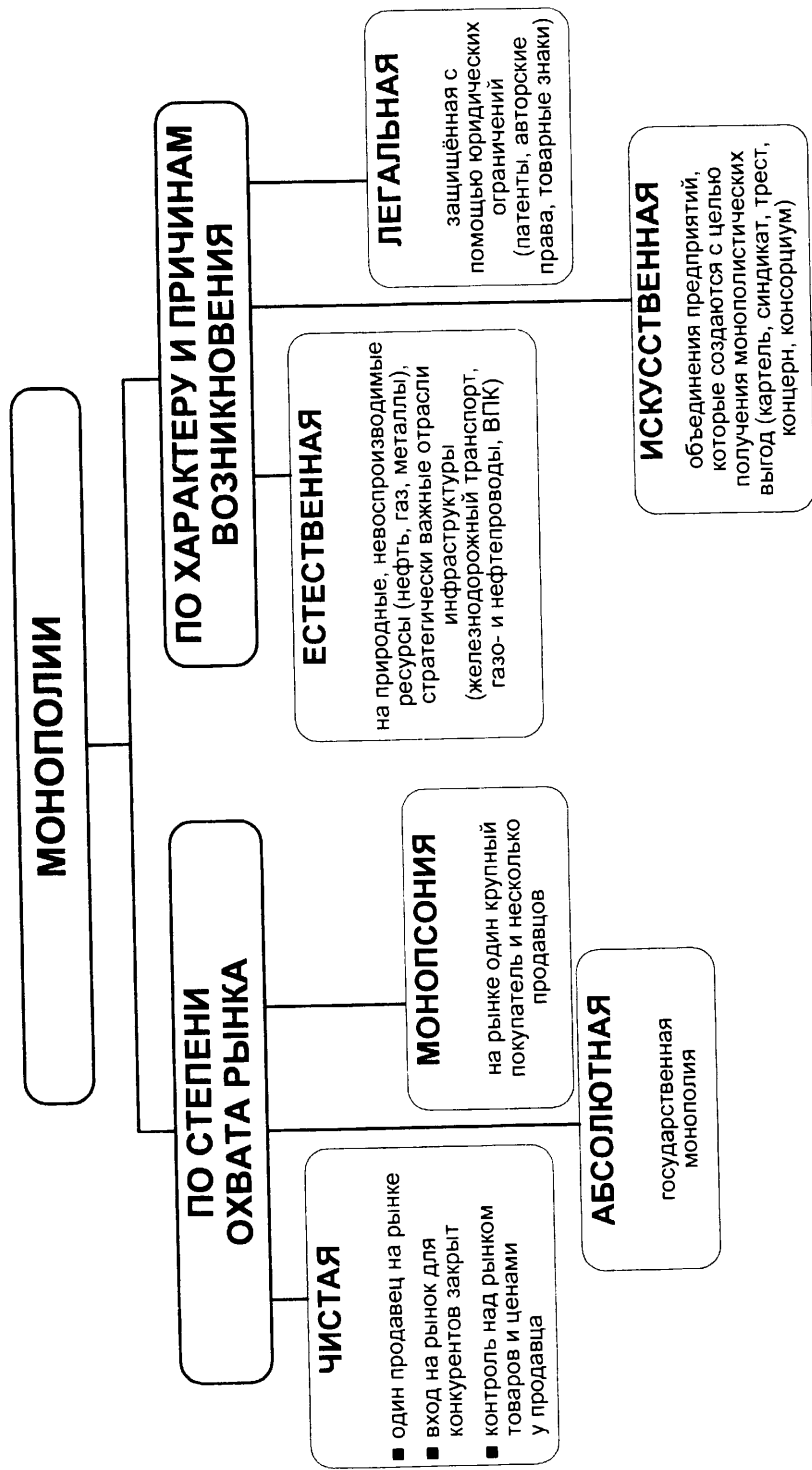 МОНОПОЛИИ
ПО СТЕПЕНИ
ОХВАТА РЫНКА
ЧИСТАЯ
■ один продавец на рынке
■ вход на рынок для
конкурентов закрыт
■ контроль над рынком
товаров и ценами
у продавца
МОНОПСОНИЯ
на рынке один крупный
покупатель и несколько
продавцов
АБСОЛЮТНАЯ
государственная
монополия
ПО ХАРАКТЕРУ И ПРИЧИНАМ
ВОЗНИКНОВЕНИЯ
ЕСТЕСТВЕННАЯ
на природные, невоспроизводимые
ресурсы (нефть, газ, металлы),
стратегически важные отрасли
инфраструктуры
(железнодорожный транспорт,
газо- и нефтепроводы, ВПК)
ЛЕГАЛЬНАЯ
защищённая с
помощью юридических
ограничений
(патенты, авторские
права, товарные знаки)
ИСКУССТВЕННАЯ
объединения предприятий,
которые создаются с целью
получения монополистических
выгод (картель, синдикат, трест,
концерн, консорциум)